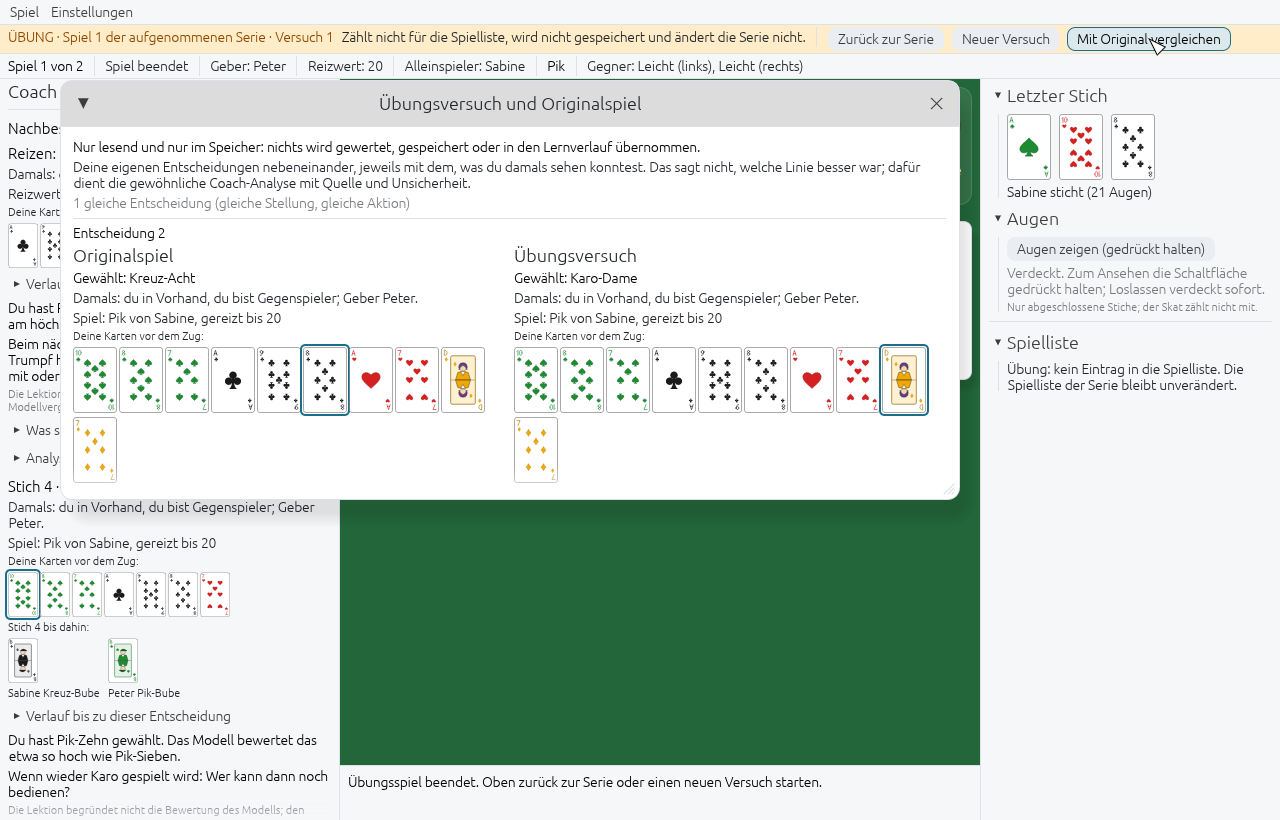 Spiel Einstellungen
ÜBUNG · Spiel 1 der aufgenommenen Serie · Versuch 1 Zählt nicht für die Spielliste, wird nicht gespeichert und ändert die Serie nicht. Zurück zur Serie Neuer Versuch Mit Original vergleichen
Spiel 1 von 2 Spiel beendet Geber: Peter Reizwert: 20 Alleinspieler: Sabine Pik Gegner: Leicht (links), Leicht (rechts)
Coach
Reizen:
Reizwert
Du hast
am höch
Beim
Trumpf
mit oder
Die Lektion
Was s
Stich 4 ·
Damals: du in Vorhand, du bist Gegenspieler; Geber
Peter.
Spiel: Pik von Sabine, gereizt bis 20
Deine Karten vor dem Zug:
Stich 4 bis dahin:
Sabine Kreuz-Bube Peter Pik-Bube
Verlauf bis zu dieser Entscheidung
Du hast Pik-Zehn gewählt. Das Modell bewertet das
etwa so hoch wie Pik-Sieben.
Wenn wieder Karo gespielt wird: Wer kann dann noch
bedienen?
Die Lektion begründet nicht die Bewertung des Modells; den
Übungsversuch und Originalspiel
Nur lesend und nur im Speicher: nichts wird gewertet, gespeichert oder in den Lernverlauf übernommen.
Deine eigenen Entscheidungen nebeneinander, jeweils mit dem, was du damals sehen konntest. Das sagt nicht, welche Linie besser war; dafür
dient die gewöhnliche Coach-Analyse mit Quelle und Unsicherheit.
1 gleiche Entscheidung (gleiche Stellung, gleiche Aktion)
Entscheidung 2
Originalspiel
Gewählt: Kreuz-Acht
Damals: du in Vorhand, du bist Gegenspieler; Geber Peter.
Spiel: Pik von Sabine, gereizt bis 20
Deine Karten vor dem Zug:
Übungsversuch
Gewählt: Karo-Dame
Damals: du in Vorhand, du bist Gegenspieler; Geber Peter.
Spiel: Pik von Sabine, gereizt bis 20
Deine Karten vor dem Zug:
Übungsspiel beendet. Oben zurück zur Serie oder einen neuen Versuch starten.
Letzter Stich
Sabine sticht (21 Augen)
Augen
Augen zeigen (gedrückt halten)
Verdeckt. Zum Ansehen die Schaltfläche
gedrückt halten; Loslassen verdeckt sofort.
Nur abgeschlossene Stiche; der Skat zählt nicht mit.
Spielliste
Übung: kein Eintrag in die Spielliste. Die
Spielliste der Serie bleibt unverändert.